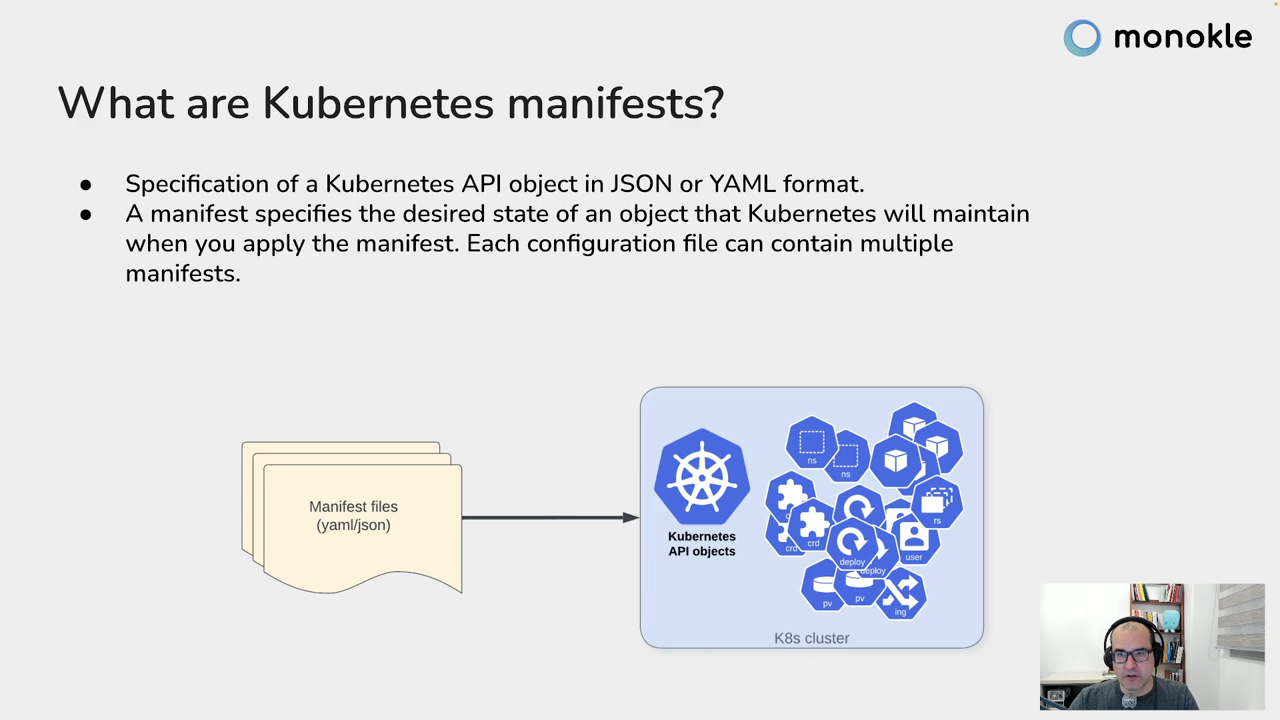 monokle
What are Kubernetes manifests?
● Specification of a Kubernetes API object in JSON or YAML format.
● A manifest specifies the desired state of an object that Kubernetes will maintain
when you apply the manifest. Each configuration file can contain multiple
manifests.
Manifest files
(yaml/json)
Kubernetes
API objects
ns
ns
rs
crd
crd
user
deploy
deploy
pv
pv
ing
K8s cluster